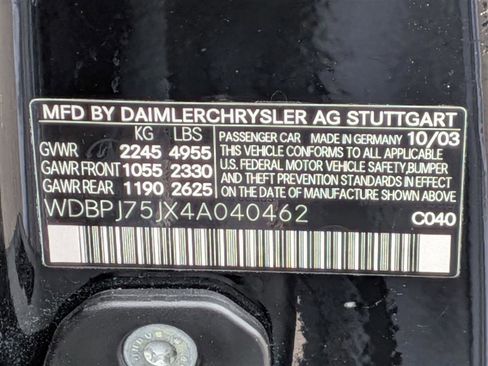 MFD BY DAIMLERCHRYSLER AG STUTTGART
KG LBS PASSENGER CAR MADE IN GERMANY 10/03
GVWR 2245 4955 THIS VEHICLE CONFORMS TO ALL APPLICABLE
GAWR FRONT 1055 2330 U.S. FEDERAL MOTOR VEHICLE SAFETY, BUMPER
AND THEFT PREVENTION STANDARDS IN EFFECT
GAWR REAR 1190 2625 ON THE DATE OF MANUFACTURE SHOWN ABOVE
WDBPJ75JX4A040462 C040